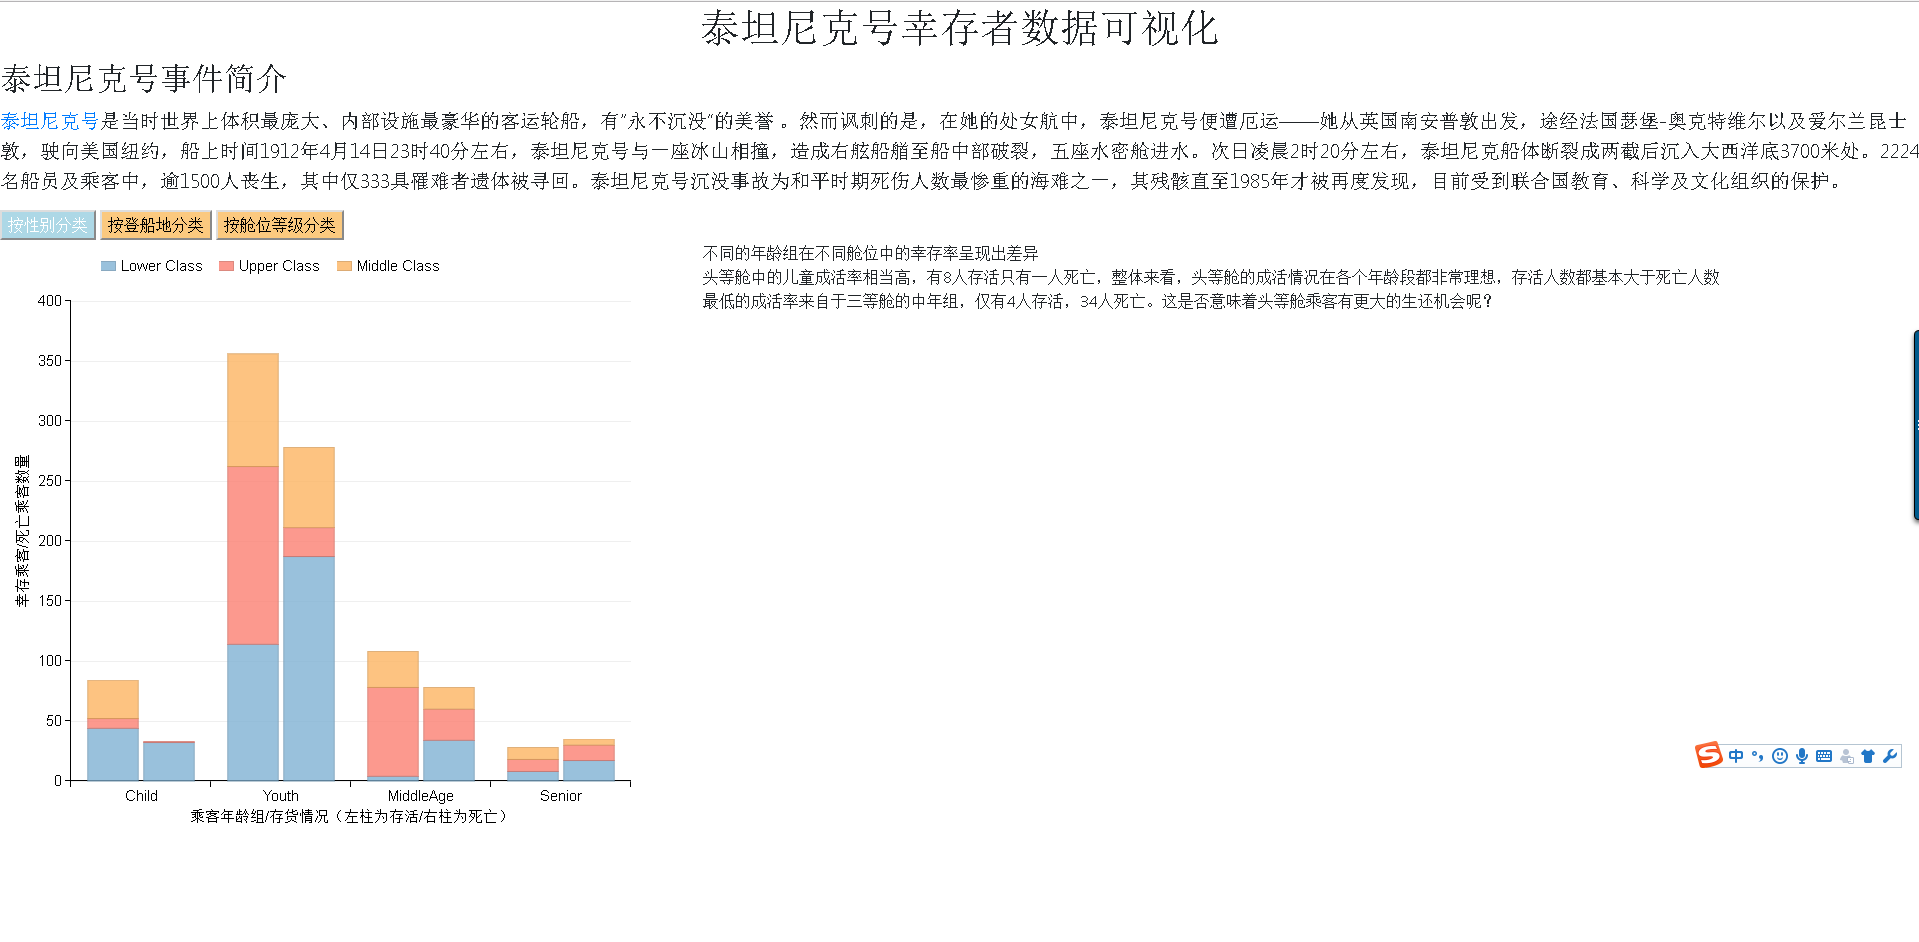 泰坦尼克号幸存者数据可视化
泰坦尼克号事件简介
泰坦尼克号是当时世界上体积最庞大、内部设施最豪华的客运轮船，有“永不沉没”的美誉 。然而讽刺的是，在她的处女航中，泰坦尼克号便遭厄运——她从英国南安普敦出发，途经法国瑟堡-奥克特维尔以及爱尔兰昆士
敦，驶向美国纽约，船上时间1912年4月14日23时40分左右，泰坦尼克号与一座冰山相撞，造成右舷船艏至船中部破裂，五座水密舱进水。次日凌晨2时20分左右，泰坦尼克船体断裂成两截后沉入大西洋底3700米处。2224
名船员及乘客中，逾1500人丧生，其中仅333具罹难者遗体被寻回。泰坦尼克号沉没事故为和平时期死伤人数最惨重的海难之一，其残骸直至1985年才被再度发现，目前受到联合国教育、科学及文化组织的保护。
按性别分类 按登船地分类 按舱位等级分类
Lower Class Upper Class Middle Class
不同的年龄组在不同舱位中的幸存率呈现出差异
头等舱中的儿童成活率相当高，有8人存活只有一人死亡，整体来看，头等舱的成活情况在各个年龄段都非常理想，存活人数都基本大于死亡人数
最低的成活率来自于三等舱的中年组，仅有4人存活，34人死亡。这是否意味着头等舱乘客有更大的生还机会呢？
400
350
300
250
200
150
100
50
0
幸存乘客/死亡乘客数量
Child Youth MiddleAge Senior
乘客年龄组/存货情况（左柱为存活/右柱为死亡）
中